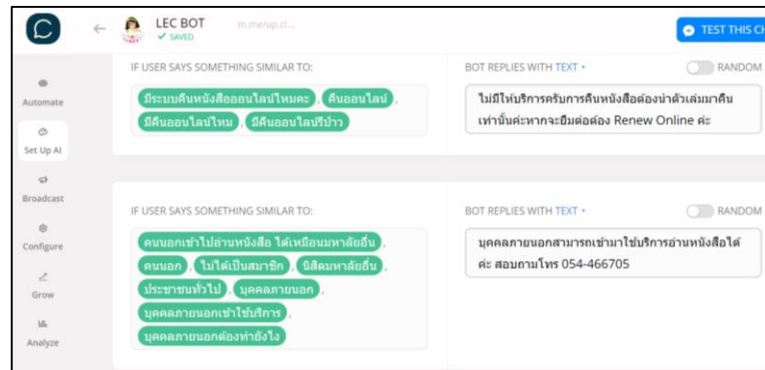 LEC BOT
m.me/up.cl...
SAVED
TEST THIS CH
Automate
Set Up AI
Broadcast
Configure
Grow
Analyze
IF USER SAYS SOMETHING SIMILAR TO:
มีระบบคืนหนังสือออนไลน์ไหมคะ , คืนออนไลน์ ,
มีคืนออนไลน์ไหม , มีคืนออนไลน์รึป่าว
BOT REPLIES WITH TEXT
RANDOM
ไม่มีให้บริการครับการคืนหนังสือต้องนำตัวเล่มมาคืน
เท่านั้นค่ะหากจะยืมต่อต้อง Renew Online ค่ะ
IF USER SAYS SOMETHING SIMILAR TO:
คนนอกเข้าไปอ่านหนังสือ ได้เหมือนมหาลัยอื่น ,
คนนอก , ไม่ได้เป็นสมาชิก , นิสิตมหาลัยอื่น ,
ประชาชนทั่วไป , บุคคลภายนอก ,
บุคคลภายนอกเข้าใช้บริการ ,
บุคคลภายนอกต้องทำยังไง
BOT REPLIES WITH TEXT
RANDOM
บุคคลภายนอกสามารถเข้ามาใช้บริการอ่านหนังสือได้
ค่ะ สอบถามโทร 054-466705